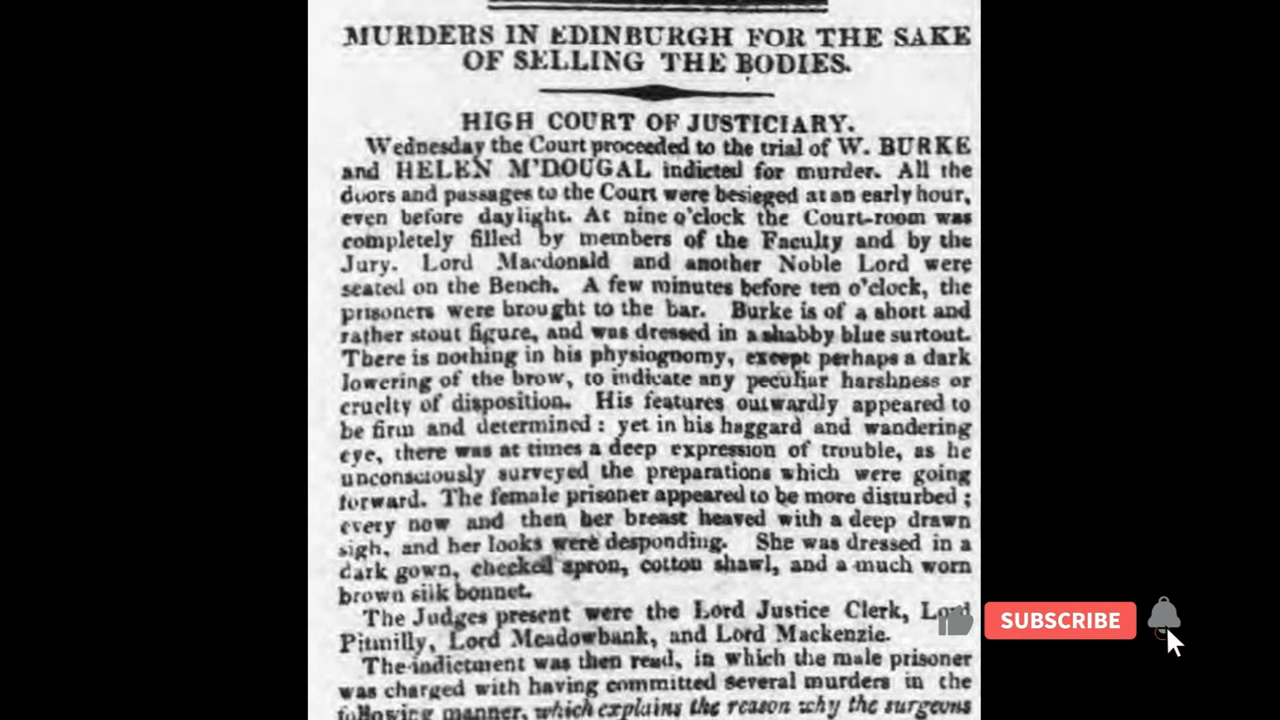 MURDERS IN EDINBURGH FOR THE SAKE
OF SELLING THE BODIES.
HIGH COURT OF JUSTICIARY.
Wednesday the Court proceeded to the trial of W. BURKE
and HELEN M'DOUGAL indicted for murder. All the
doors and passages to the Court were besieged at an early hour,
even before daylight. At nine o'clock the Court-room was
completely filled by members of the Faculty and by the
Jury. Lord Macdonald and another Noble Lord were
seated on the Bench. A few minutes before ten o'clock, the
prisoners were brought to the bar. Burke is of a short and
rather stout figure, and was dressed in a shabby blue surtout.
There is nothing in his physiognomy, except perhaps a dark
lowering of the brow, to indicate any peculiar harshness or
cruelty of disposition. His features outwardly appeared to
be firm and determined: yet in his haggard and wandering
eye, there was at times a deep expression of trouble, as he
unconsciously surveyed the preparations which were going
forward. The female prisoner appeared to be more disturbed;
every now and then her breast heaved with a deep drawn
sigh, and her looks were desponding. She was dressed in a
dark gown, checked apron, cotton shawl, and a much worn
brown silk bonnet.
The Judges present were the Lord Justice Clerk, Lord
Pitmilly, Lord Meadowbank, and Lord Mackenzie.
The indictment was then read, in which the male prisoner
was charged with having committed several murders in the
following manner, which explains the reason why the surgeons
SUBSCRIBE